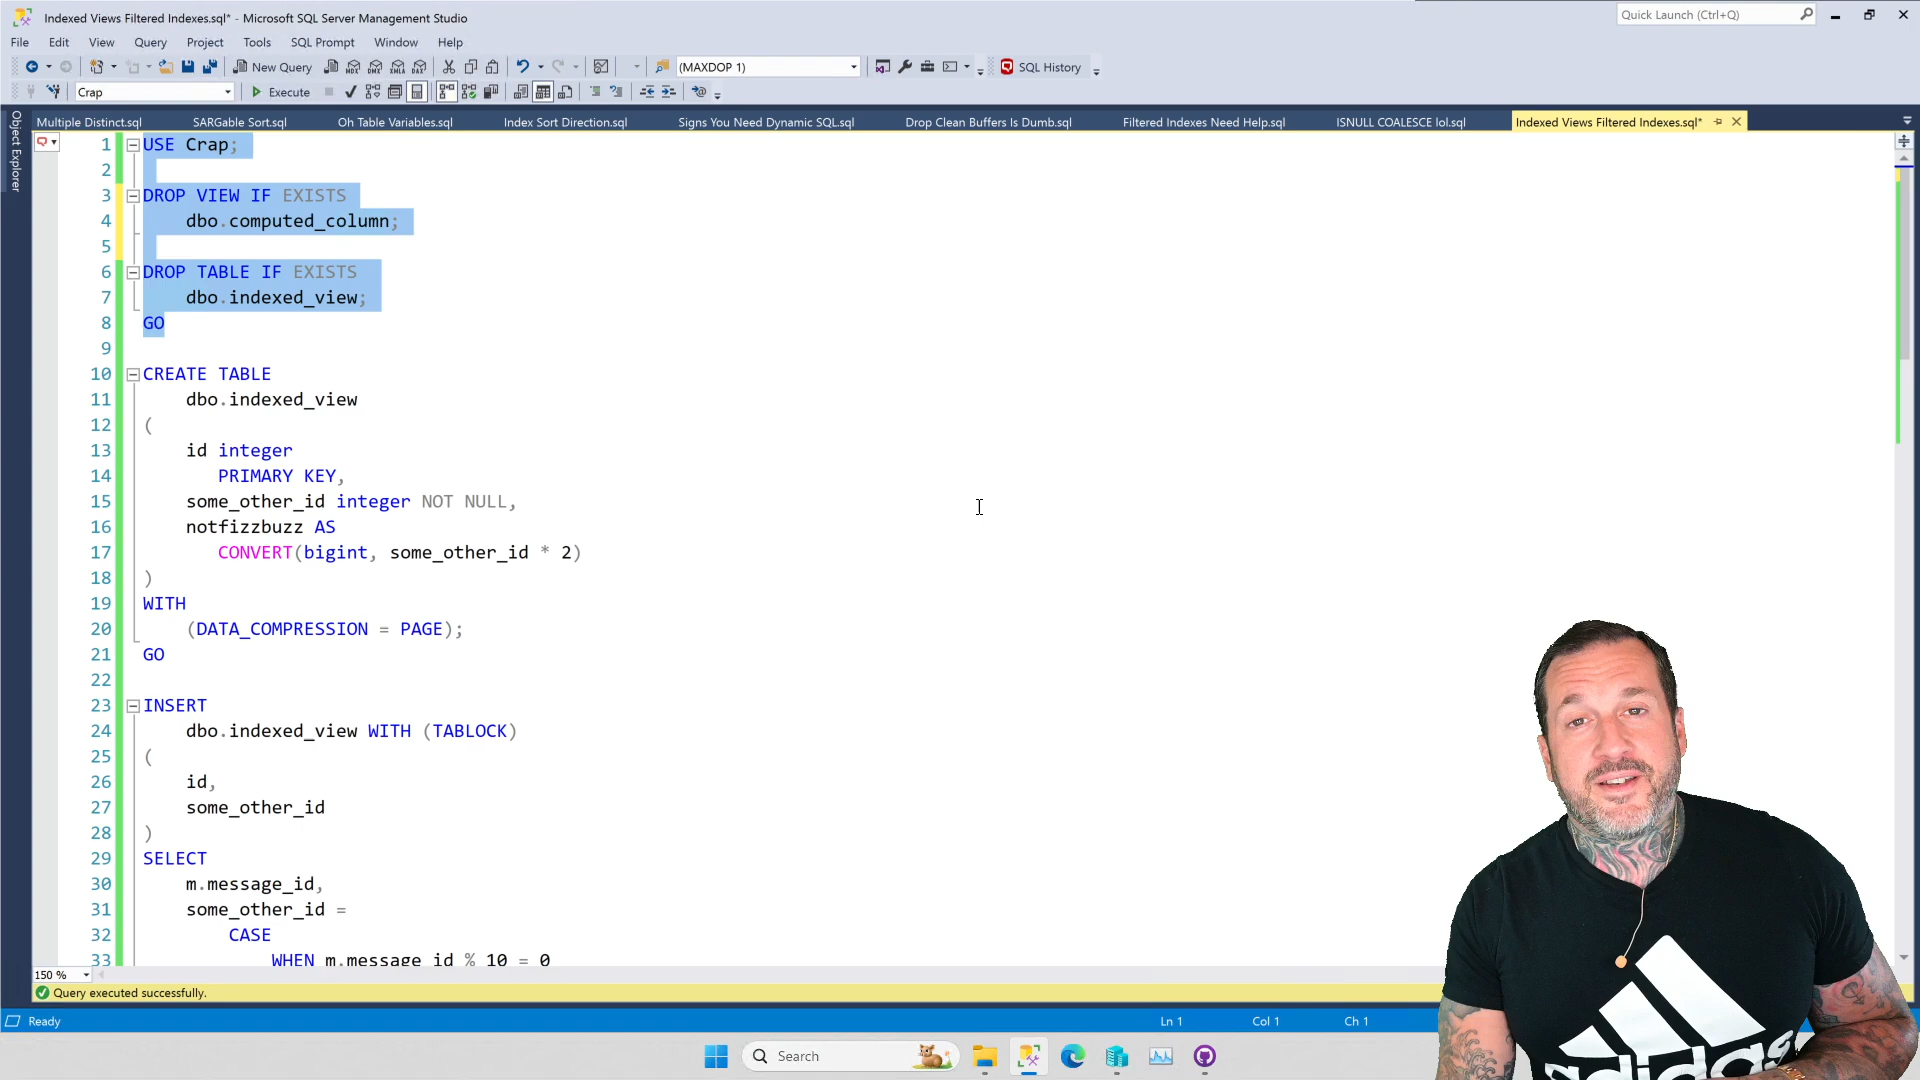 Indexed Views Filtered Indexes.sql* - Microsoft SQL Server Management Studio
Quick Launch (Ctrl+Q)
File Edit View Query Project Tools SQL Prompt Window Help
New Query MDX DMX XMLA DAX (MAXDOP 1) SQL History
Crap Execute
Object Explorer
Multiple Distinct.sql SARGable Sort.sql Oh Table Variables.sql Index Sort Direction.sql Signs You Need Dynamic SQL.sql Drop Clean Buffers Is Dumb.sql Filtered Indexes Need Help.sql ISNULL COALESCE lol.sql Indexed Views Filtered Indexes.sql*
1 USE Crap;
2
3 DROP VIEW IF EXISTS
4 dbo.computed_column;
5
6 DROP TABLE IF EXISTS
7 dbo.indexed_view;
8 GO
9
10 CREATE TABLE
11 dbo.indexed_view
12 (
13 id integer
14 PRIMARY KEY,
15 some_other_id integer NOT NULL,
16 notfizzbuzz AS
17 CONVERT(bigint, some_other_id * 2)
18 )
19 WITH
20 (DATA_COMPRESSION = PAGE);
21 GO
22
23 INSERT
24 dbo.indexed_view WITH (TABLOCK)
25 (
26 id,
27 some_other_id
28 )
29 SELECT
30 m.message_id,
31 some_other_id =
32 CASE
33 WHEN m.message_id % 10 = 0
150 %
Query executed successfully.
Ready Ln 1 Col 1 Ch 1
Search
adidas